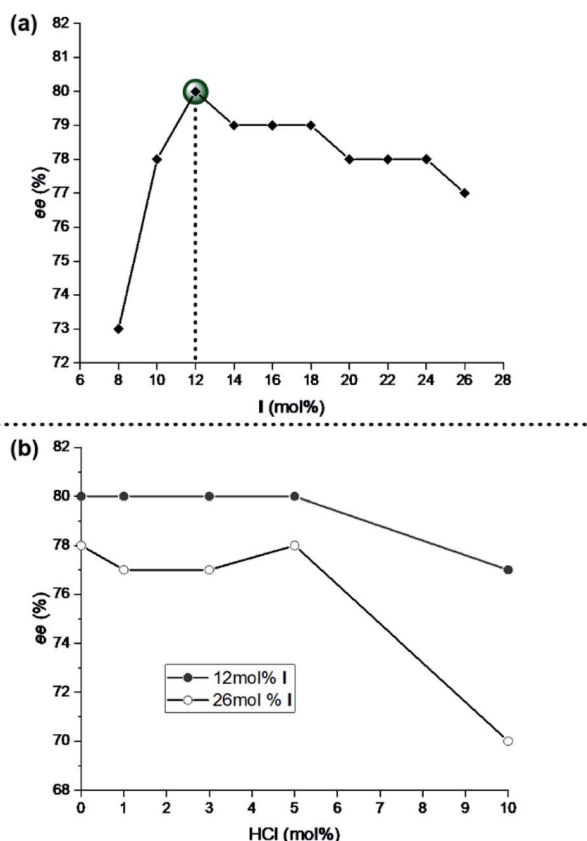 (a)
82
81
80
79
78
77
76
75
74
73
72
ee (%)
6 8 10 12 14 16 18 20 22 24 26 28
I (mol%)
(b)
82
80
78
76
74
72
70
68
ee (%)
12mol% I
26mol % I
0 1 2 3 4 5 6 7 8 9 10
HCl (mol%)